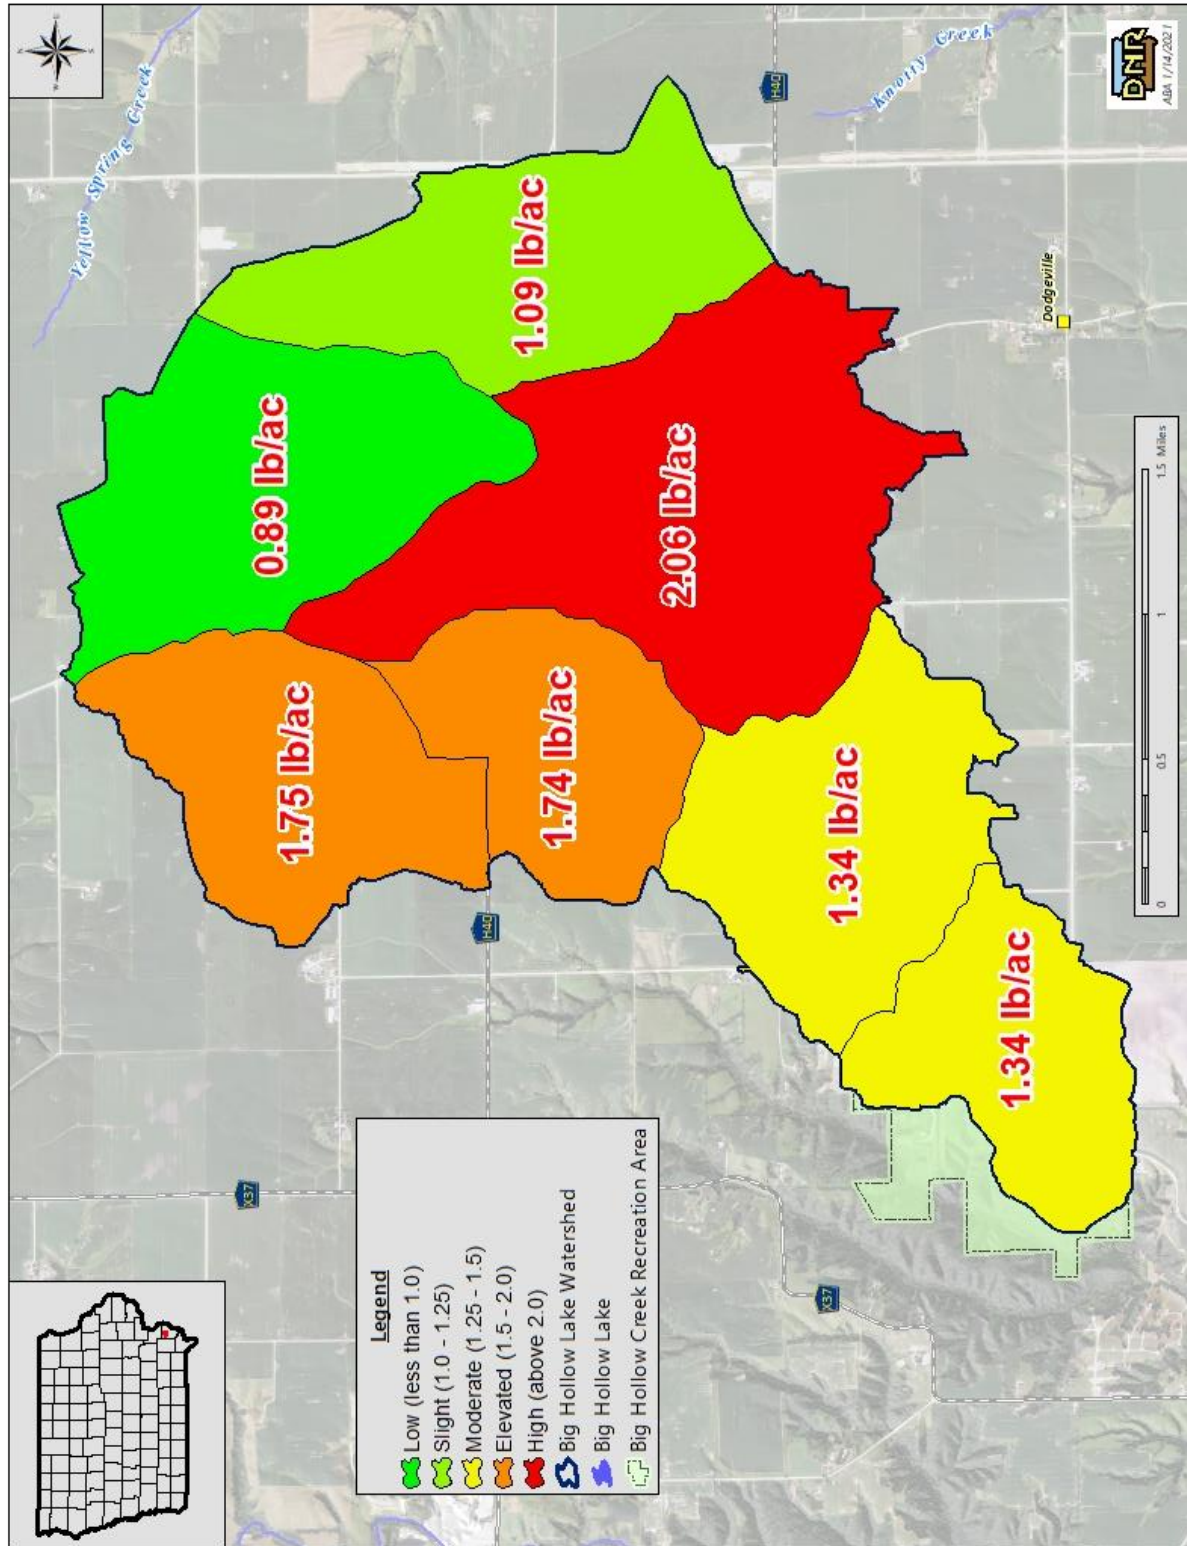 Yellow Spring Creek
N
W
E
S
0.89 lb/ac
1.75 lb/ac
1.09 lb/ac
H40
1.74 lb/ac
2.06 lb/ac
H40
1.34 lb/ac
1.34 lb/ac
Knotty Creek
Dodgeville
X37
X37
Legend
Low (less than 1.0)
Slight (1.0 - 1.25)
Moderate (1.25 - 1.5)
Elevated (1.5 - 2.0)
High (above 2.0)
Big Hollow Lake Watershed
Big Hollow Lake
Big Hollow Creek Recreation Area
0 0.5 1 1.5 Miles
DNR
ABA 1/14/2021